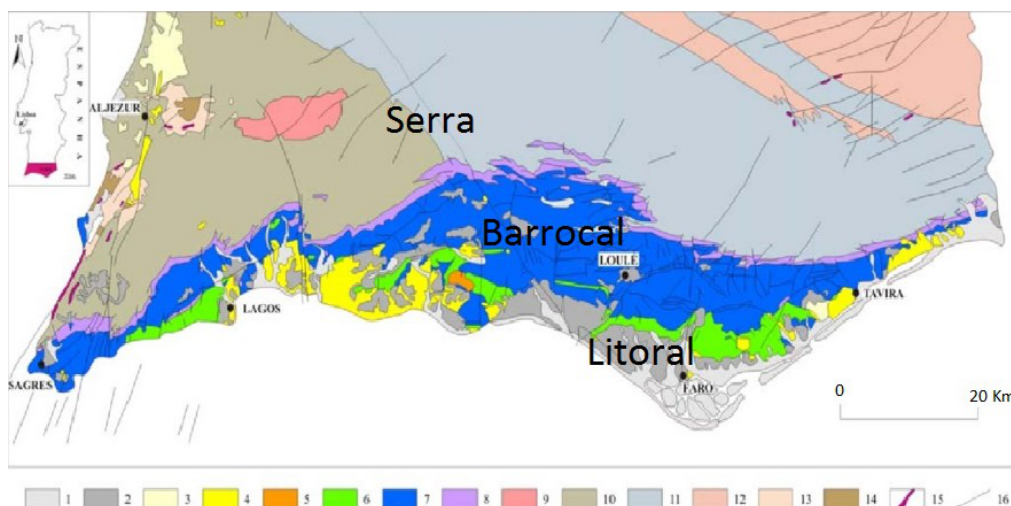 N
ESPANHA
Lisboa
ALJEZUR
Serra
Barrocal
LOULÉ
LAGOS
TAVIRA
Litoral
SAGRES
FARO
0 20 Km
1 2 3 4 5 6 7 8 9 10 11 12 13 14 15 16